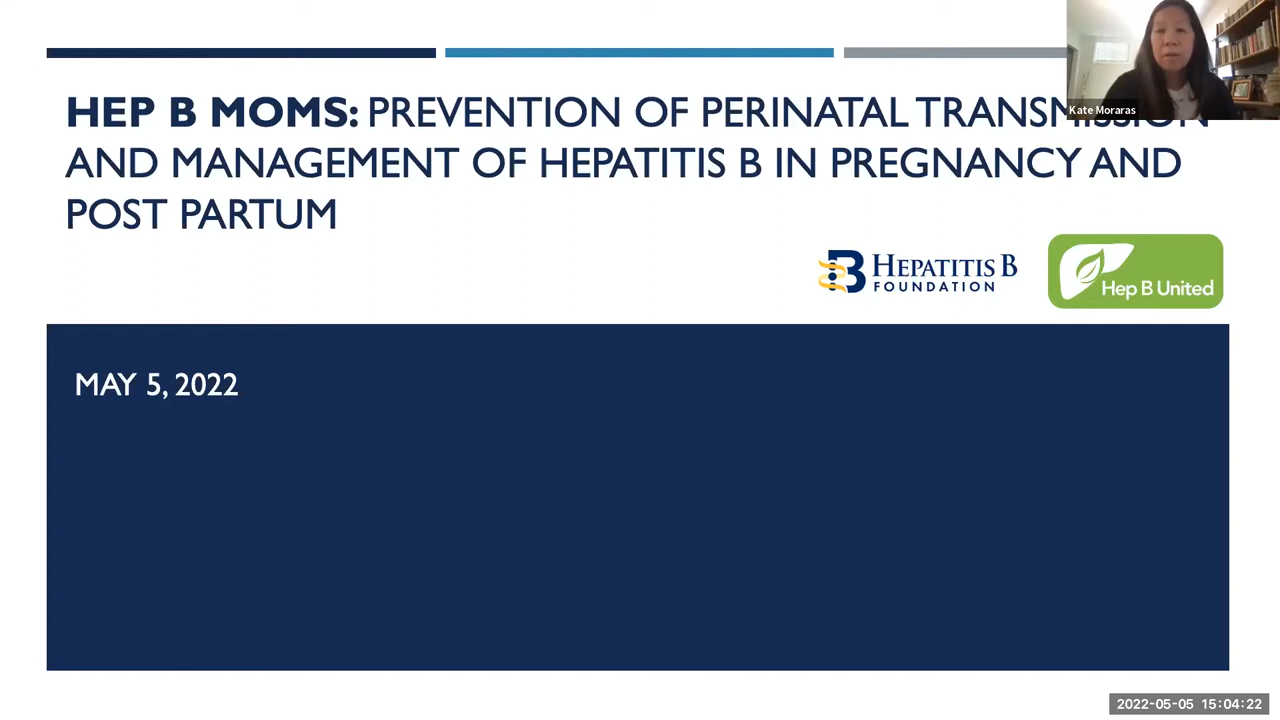 HEP B MOMS: PREVENTION OF PERINATAL TRANSMISSION
AND MANAGEMENT OF HEPATITIS B IN PREGNANCY AND
POST PARTUM
Kate Moraras
B HEPATITIS B
FOUNDATION
Hep B United
MAY 5, 2022
2022-05-05 15:04:22